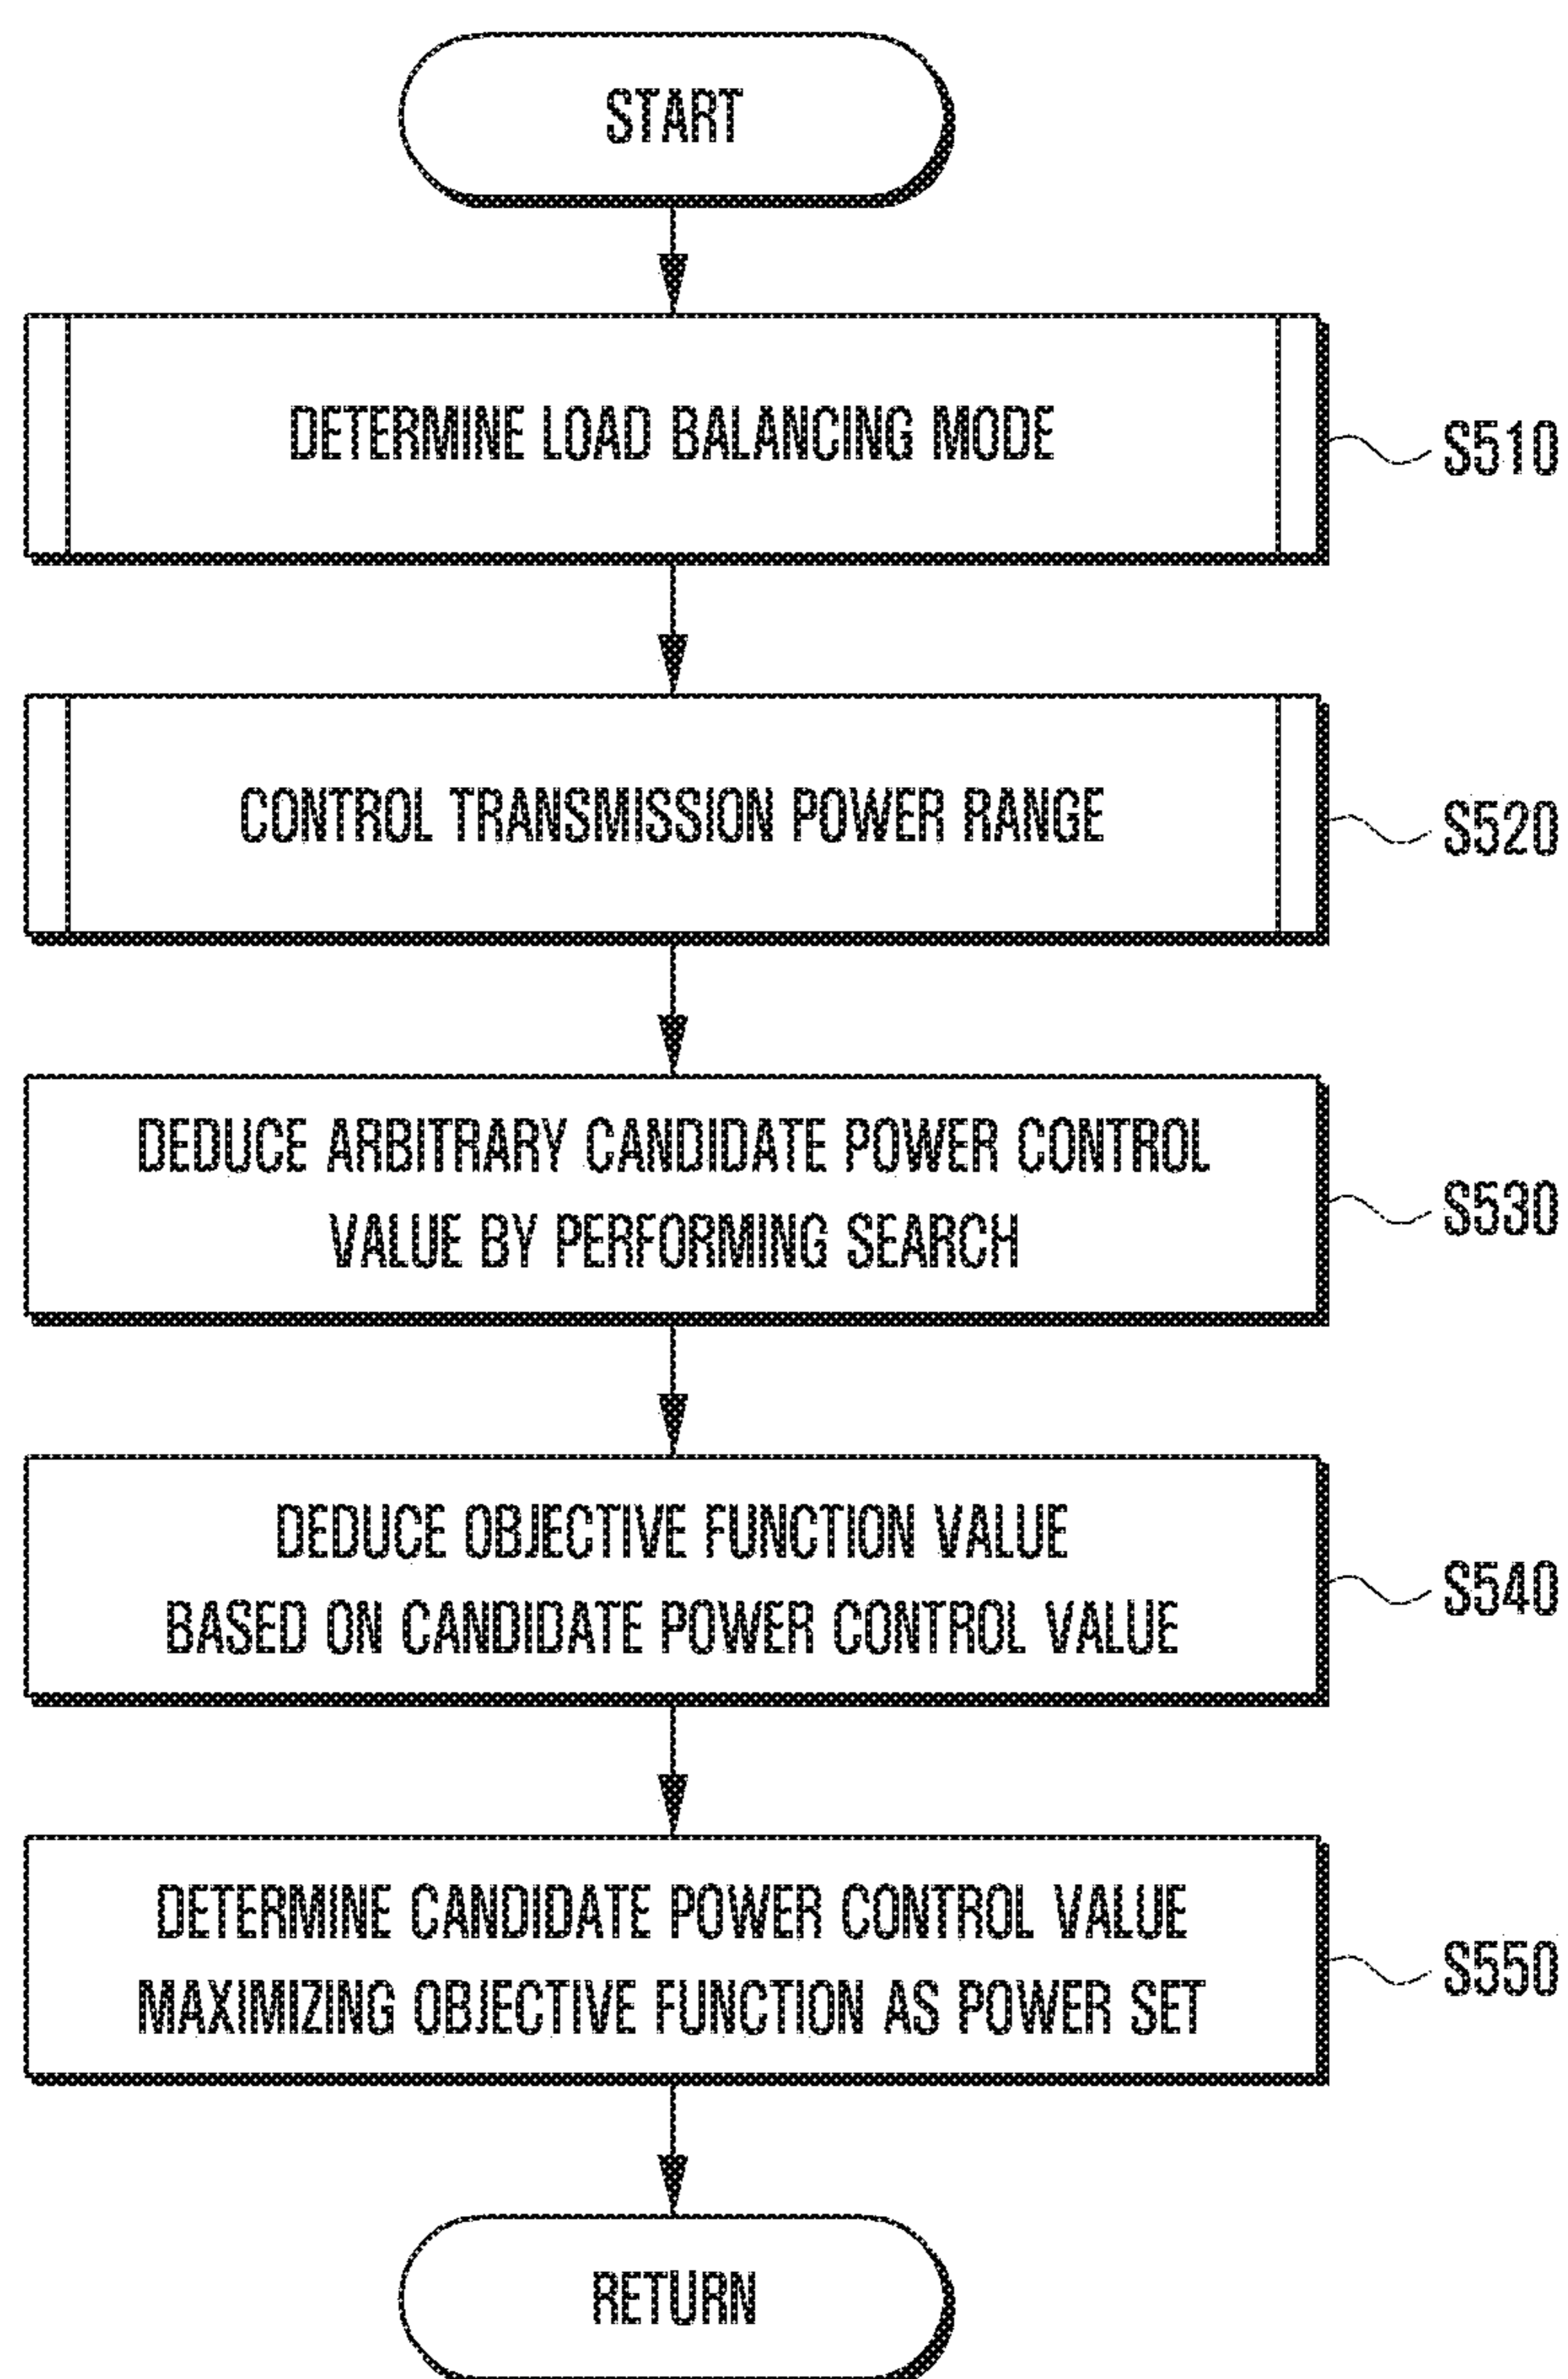 START
DETERMINE LOAD BALANCING MODE
S510
CONTROL TRANSMISSION POWER RANGE
S520
DEDUCE ARBITRARY CANDIDATE POWER CONTROL
VALUE BY PERFORMING SEARCH
S530
DEDUCE OBJECTIVE FUNCTION VALUE
BASED ON CANDIDATE POWER CONTROL VALUE
S540
DETERMINE CANDIDATE POWER CONTROL VALUE
MAXIMIZING OBJECTIVE FUNCTION AS POWER SET
S550
RETURN